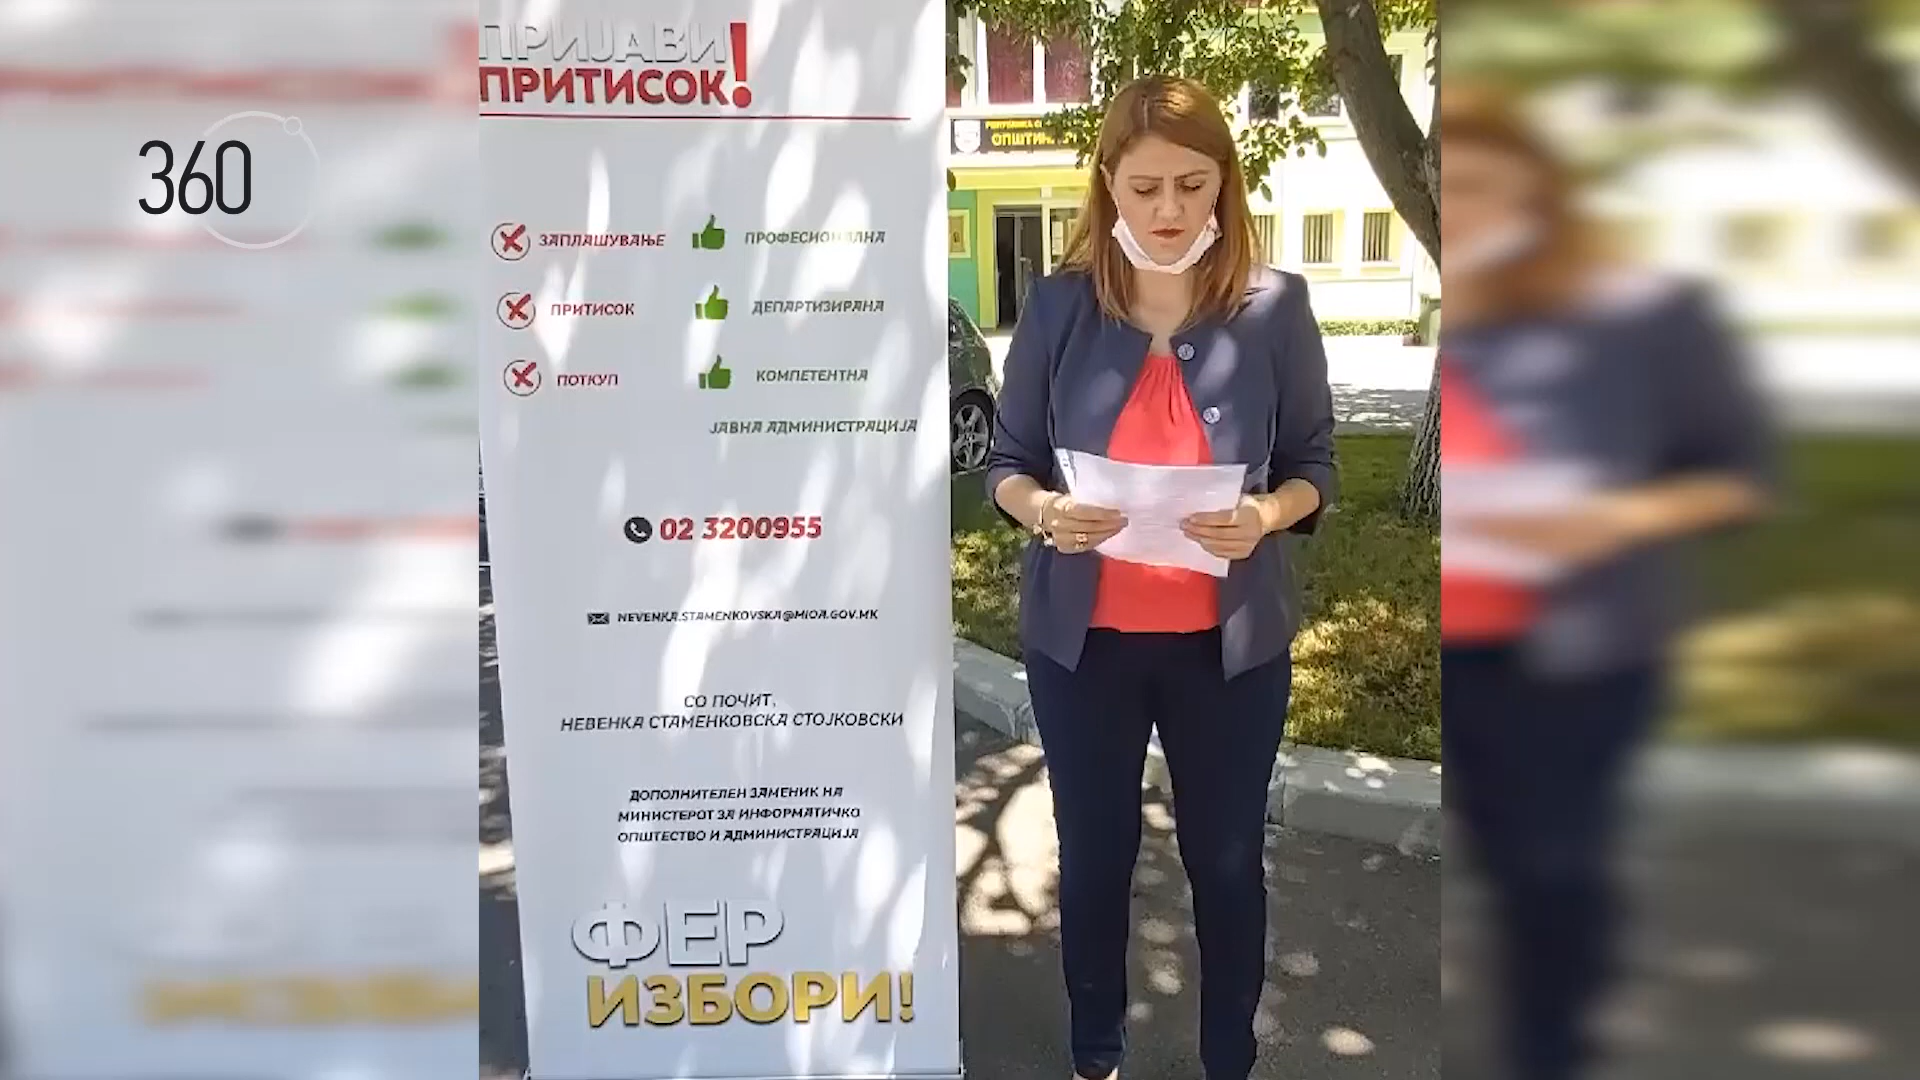 360
ПРИЈАВИ
ПРИТИСОК!
ЗАПЛАШУВАЊЕ
ПРОФЕСИОНАЛНА
ПРИТИСОК
ДЕПАРТИЗИРАНА
ПОТКУП
КОМПЕТЕНТНА
ЈАВНА АДМИНИСТРАЦИЈА
02 3200955
NEVENKA.STAMENKOVSKA@MIOA.GOV.MK
СО ПОЧИТ,
НЕВЕНКА СТАМЕНКОВСКА СТОЈКОВСКИ
ДОПОЛНИТЕЛЕН ЗАМЕНИК НА
МИНИСТЕРОТ ЗА ИНФОРМАТИЧКО
ОПШТЕСТВО И АДМИНИСТРАЦИЈА
ФЕР
ИЗБОРИ!
РЕПУБЛИКА
ОПШТИНА